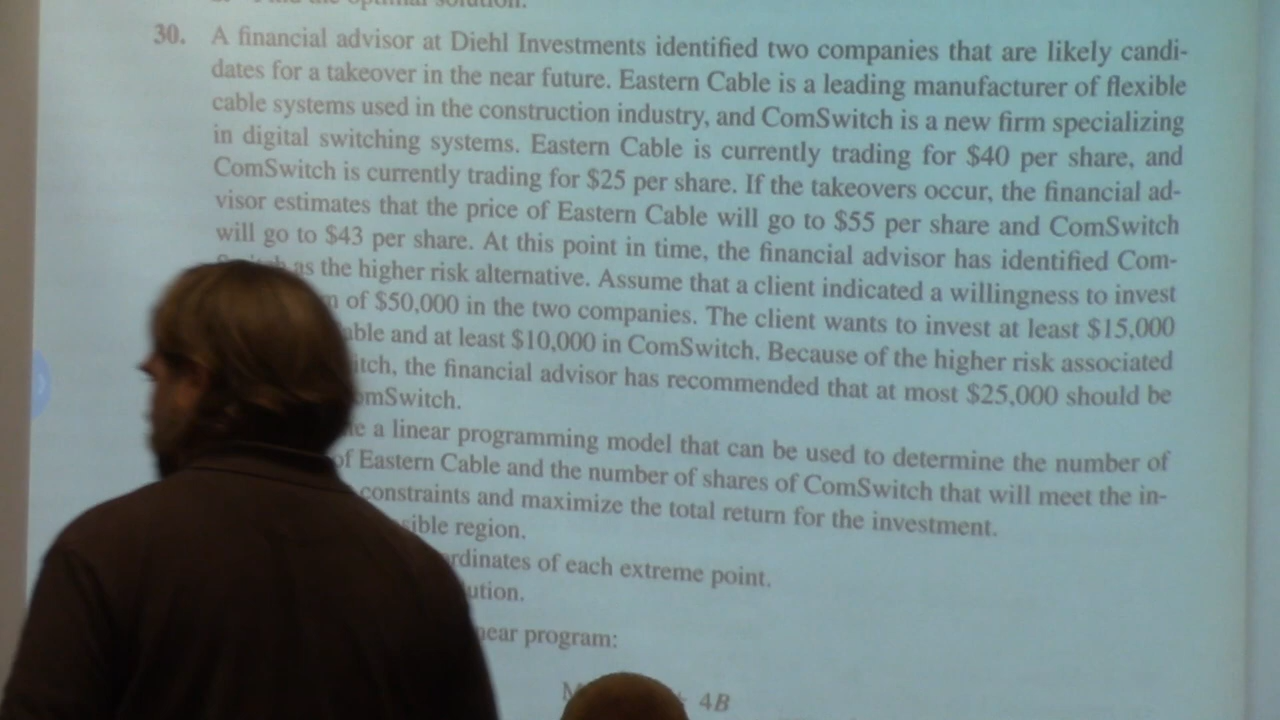 optimal solution.
30. A financial advisor at Diehl Investments identified two companies that are likely candi-
dates for a takeover in the near future. Eastern Cable is a leading manufacturer of flexible
cable systems used in the construction industry, and ComSwitch is a new firm specializing
in digital switching systems. Eastern Cable is currently trading for $40 per share, and
ComSwitch is currently trading for $25 per share. If the takeovers occur, the financial ad-
visor estimates that the price of Eastern Cable will go to $55 per share and ComSwitch
will go to $43 per share. At this point in time, the financial advisor has identified Com-
as the higher risk alternative. Assume that a client indicated a willingness to invest
of $50,000 in the two companies. The client wants to invest at least $15,000
able and at least $10,000 in ComSwitch. Because of the higher risk associated
itch, the financial advisor has recommended that at most $25,000 should be
omSwitch.
a linear programming model that can be used to determine the number of
of Eastern Cable and the number of shares of ComSwitch that will meet the in-
constraints and maximize the total return for the investment.
sible region.
rdinates of each extreme point.
ution.
near program:
4B